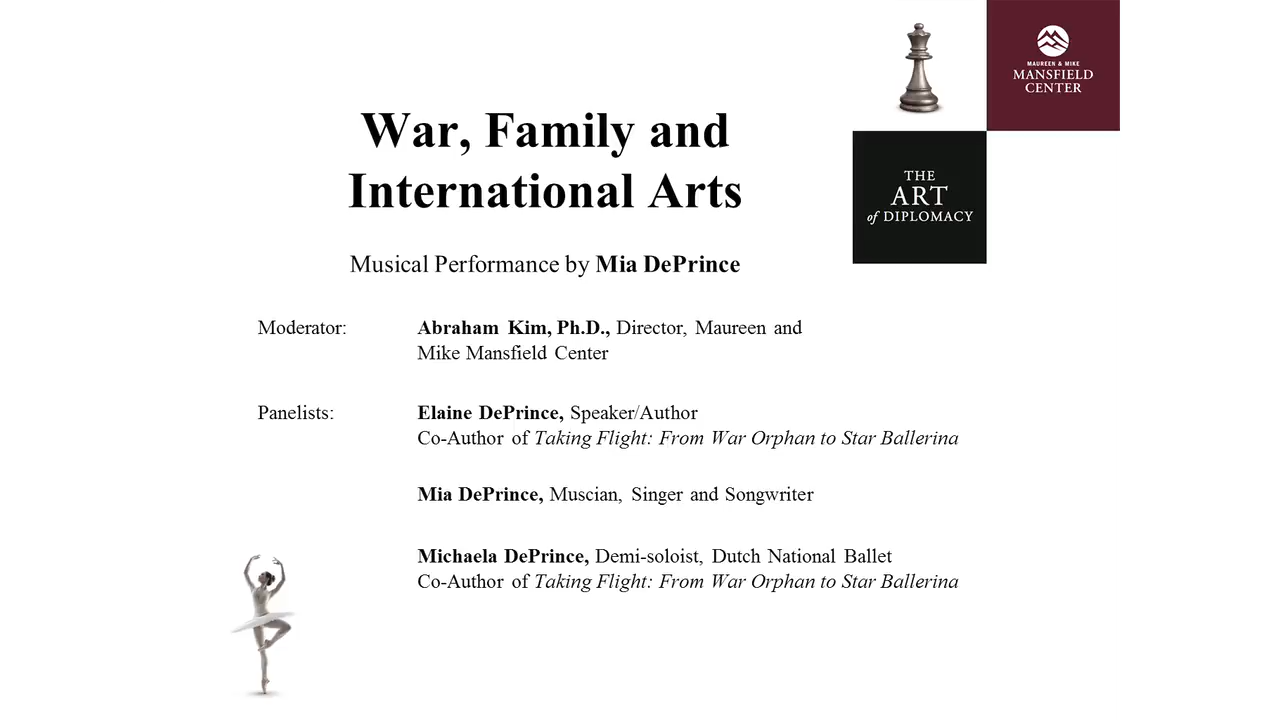 MAUREEN & MIKE
MANSFIELD
CENTER
War, Family and
International Arts
THE
ART
of DIPLOMACY
Musical Performance by Mia DePrince
Moderator: Abraham Kim, Ph.D., Director, Maureen and
Mike Mansfield Center
Panelists: Elaine DePrince, Speaker/Author
Co-Author of Taking Flight: From War Orphan to Star Ballerina
Mia DePrince, Muscian, Singer and Songwriter
Michaela DePrince, Demi-soloist, Dutch National Ballet
Co-Author of Taking Flight: From War Orphan to Star Ballerina